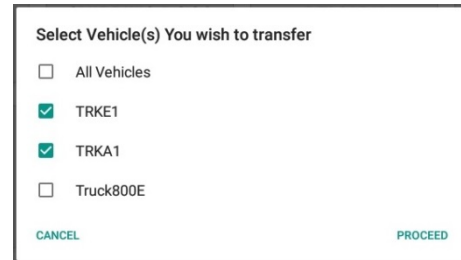 Select Vehicle(s) You wish to transfer
All Vehicles
TRKE1
TRKA1
Truck800E
CANCEL PROCEED